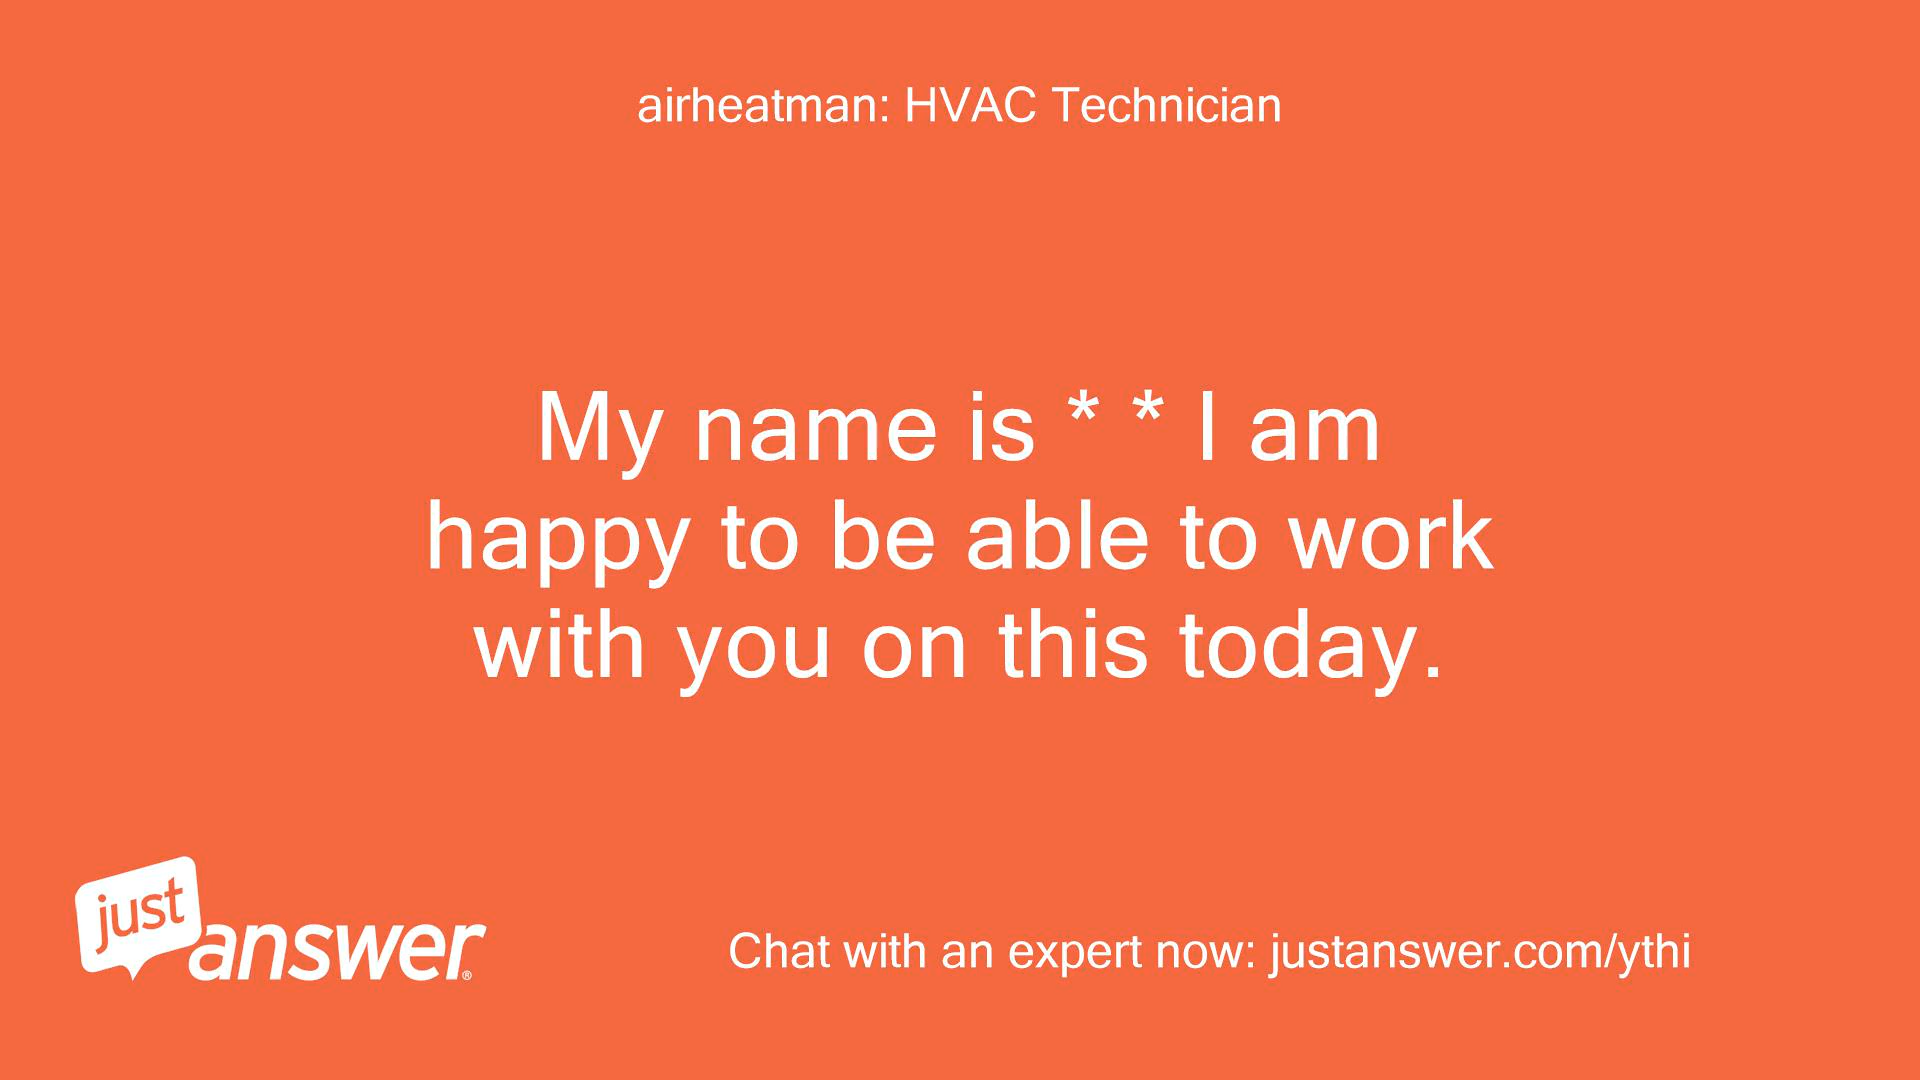 airheatman: HVAC Technician
My name is * * I am
happy to be able to work
with you on this today.
just
answer®
Chat with an expert now: justanswer.com/ythi